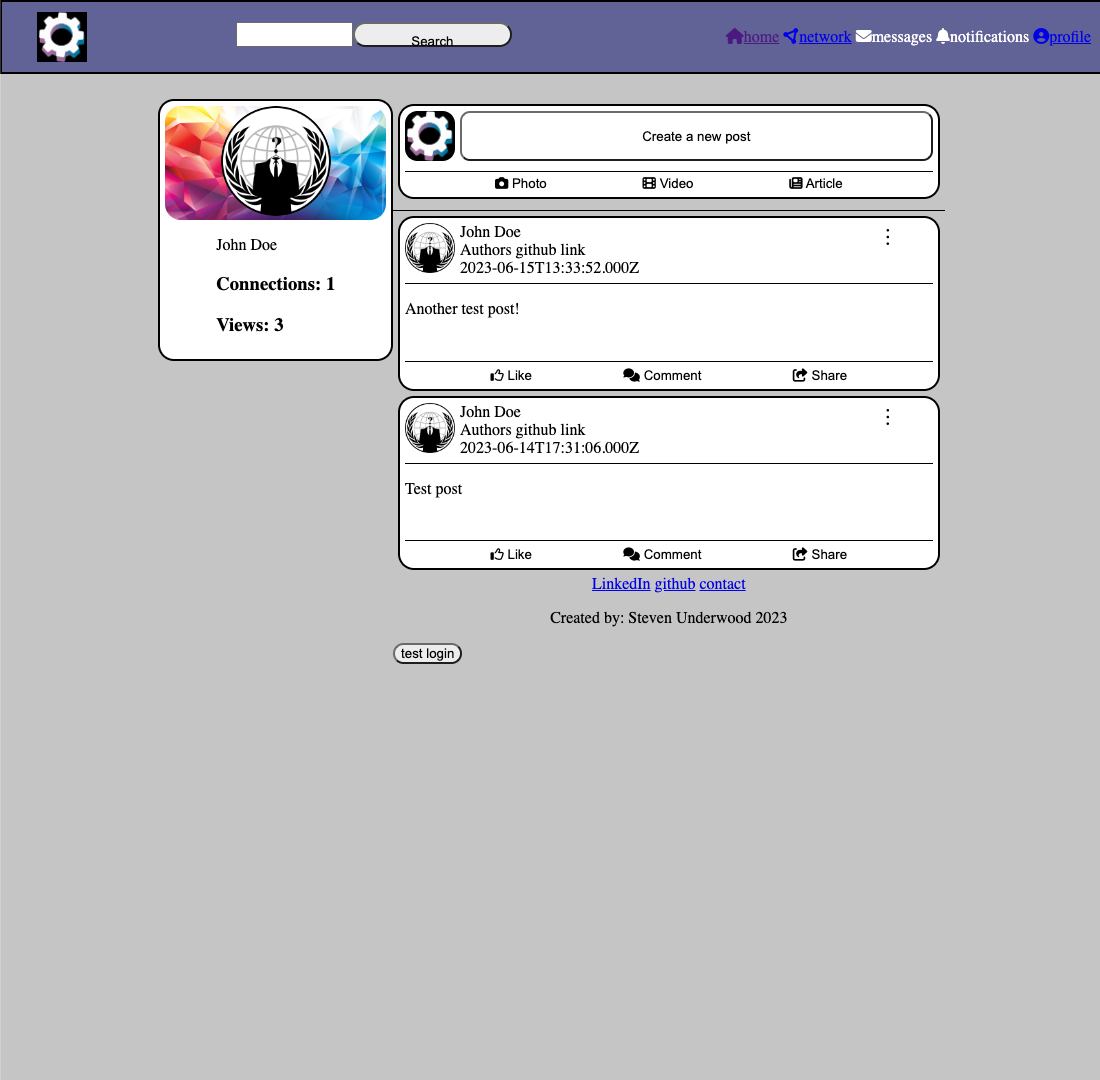 Search
home network messages notifications profile
John Doe
Connections: 1
Views: 3
Create a new post
Photo Video Article
John Doe
Authors github link
2023-06-15T13:33:52.000Z
Another test post!
Like Comment Share
John Doe
Authors github link
2023-06-14T17:31:06.000Z
Test post
Like Comment Share
LinkedIn github contact
Created by: Steven Underwood 2023
test login